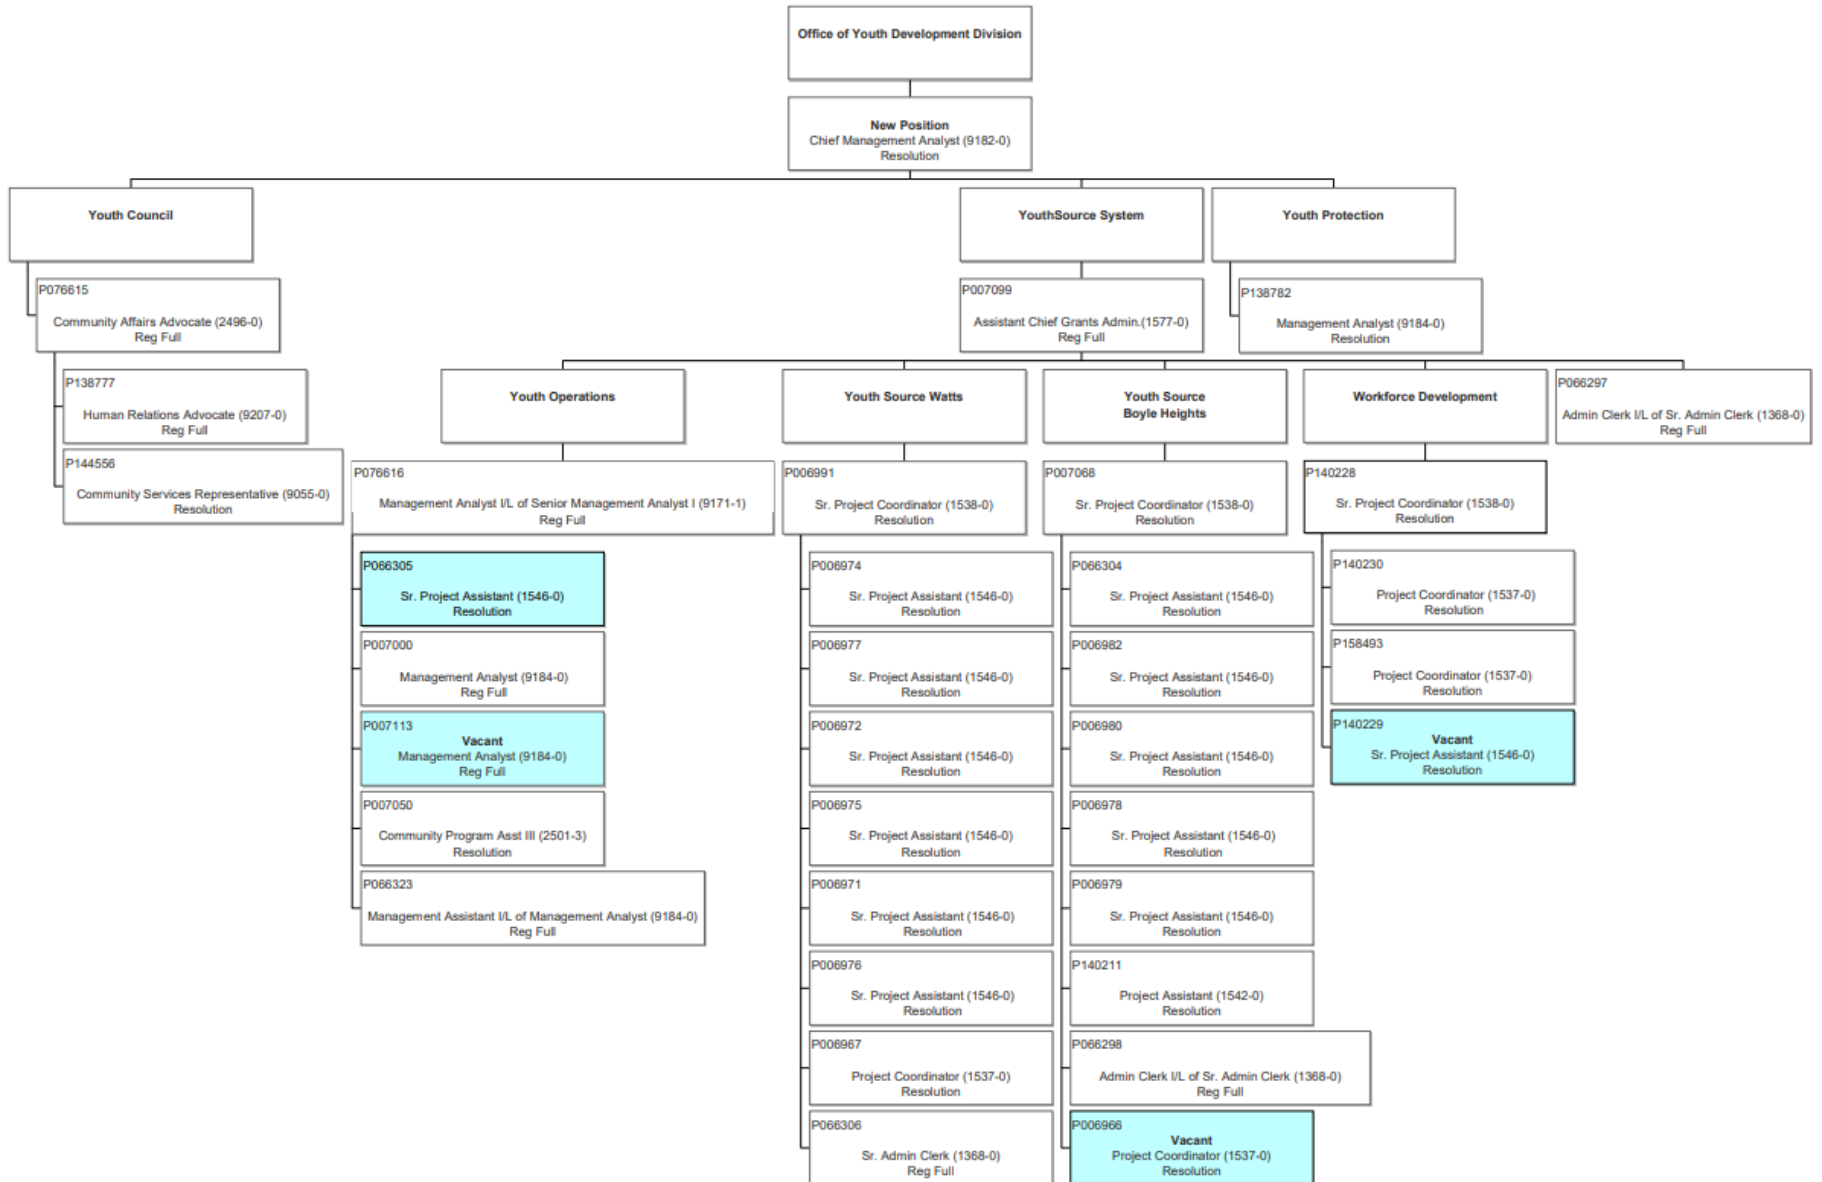 Office of Youth Development Division
New Position
Chief Management Analyst (9182-0)
Resolution
Youth Council
YouthSource System
Youth Protection
P076615
Community Affairs Advocate (2496-0)
Reg Full
P007099
Assistant Chief Grants Admin.(1577-0)
Reg Full
P138782
Management Analyst (9184-0)
Resolution
P138777
Human Relations Advocate (9207-0)
Reg Full
P144556
Community Services Representative (9055-0)
Resolution
Youth Operations
Youth Source Watts
Youth Source
Boyle Heights
Workforce Development
P066297
Admin Clerk I/L of Sr. Admin Clerk (1368-0)
Reg Full
P076616
Management Analyst I/L of Senior Management Analyst I (9171-1)
Reg Full
P066305
Sr. Project Assistant (1546-0)
Resolution
P007000
Management Analyst (9184-0)
Reg Full
P007113
Vacant
Management Analyst (9184-0)
Reg Full
P007050
Community Program Asst III (2501-3)
Resolution
P066323
Management Assistant I/L of Management Analyst (9184-0)
Reg Full
P006991
Sr. Project Coordinator (1538-0)
Resolution
P006974
Sr. Project Assistant (1546-0)
Resolution
P006977
Sr. Project Assistant (1546-0)
Resolution
P006972
Sr. Project Assistant (1546-0)
Resolution
P006975
Sr. Project Assistant (1546-0)
Resolution
P006971
Sr. Project Assistant (1546-0)
Resolution
P006976
Sr. Project Assistant (1546-0)
Resolution
P006967
Project Coordinator (1537-0)
Resolution
P066306
Sr. Admin Clerk (1368-0)
Reg Full
P007068
Sr. Project Coordinator (1538-0)
Resolution
P066304
Sr. Project Assistant (1546-0)
Resolution
P006982
Sr. Project Assistant (1546-0)
Resolution
P006980
Sr. Project Assistant (1546-0)
Resolution
P006978
Sr. Project Assistant (1546-0)
Resolution
P006979
Sr. Project Assistant (1546-0)
Resolution
P140211
Project Assistant (1542-0)
Resolution
P066298
Admin Clerk I/L of Sr. Admin Clerk (1368-0)
Reg Full
P006966
Vacant
Project Coordinator (1537-0)
Resolution
P140228
Sr. Project Coordinator (1538-0)
Resolution
P140230
Project Coordinator (1537-0)
Resolution
P158493
Project Coordinator (1537-0)
Resolution
P140229
Vacant
Sr. Project Assistant (1546-0)
Resolution